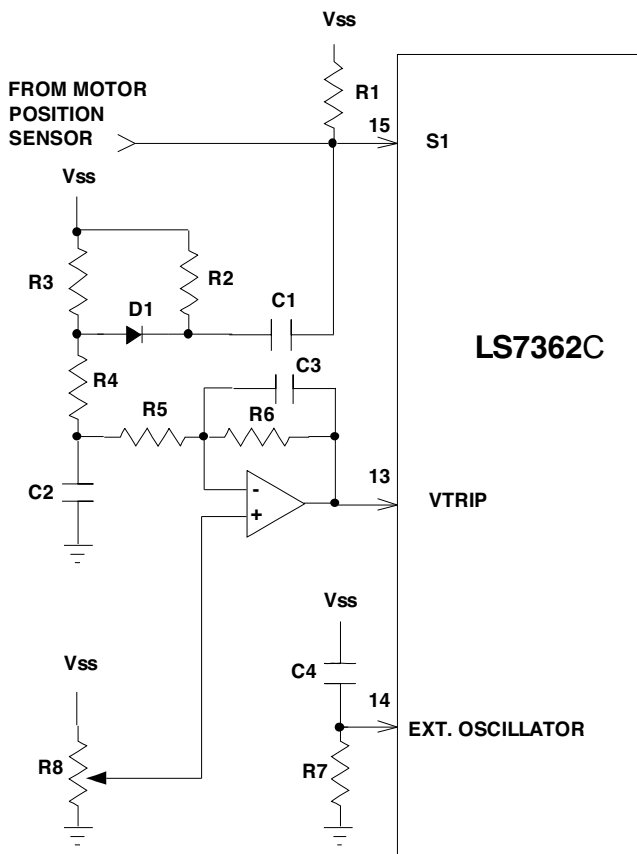 Vss
R1
FROM MOTOR
POSITION
SENSOR
15
S1
Vss
R3
R2
D1
C1
LS7362C
C3
R4
R5
R6
C2
-
+
13
VTRIP
Vss
Vss
C4
14
EXT. OSCILLATOR
R8
R7